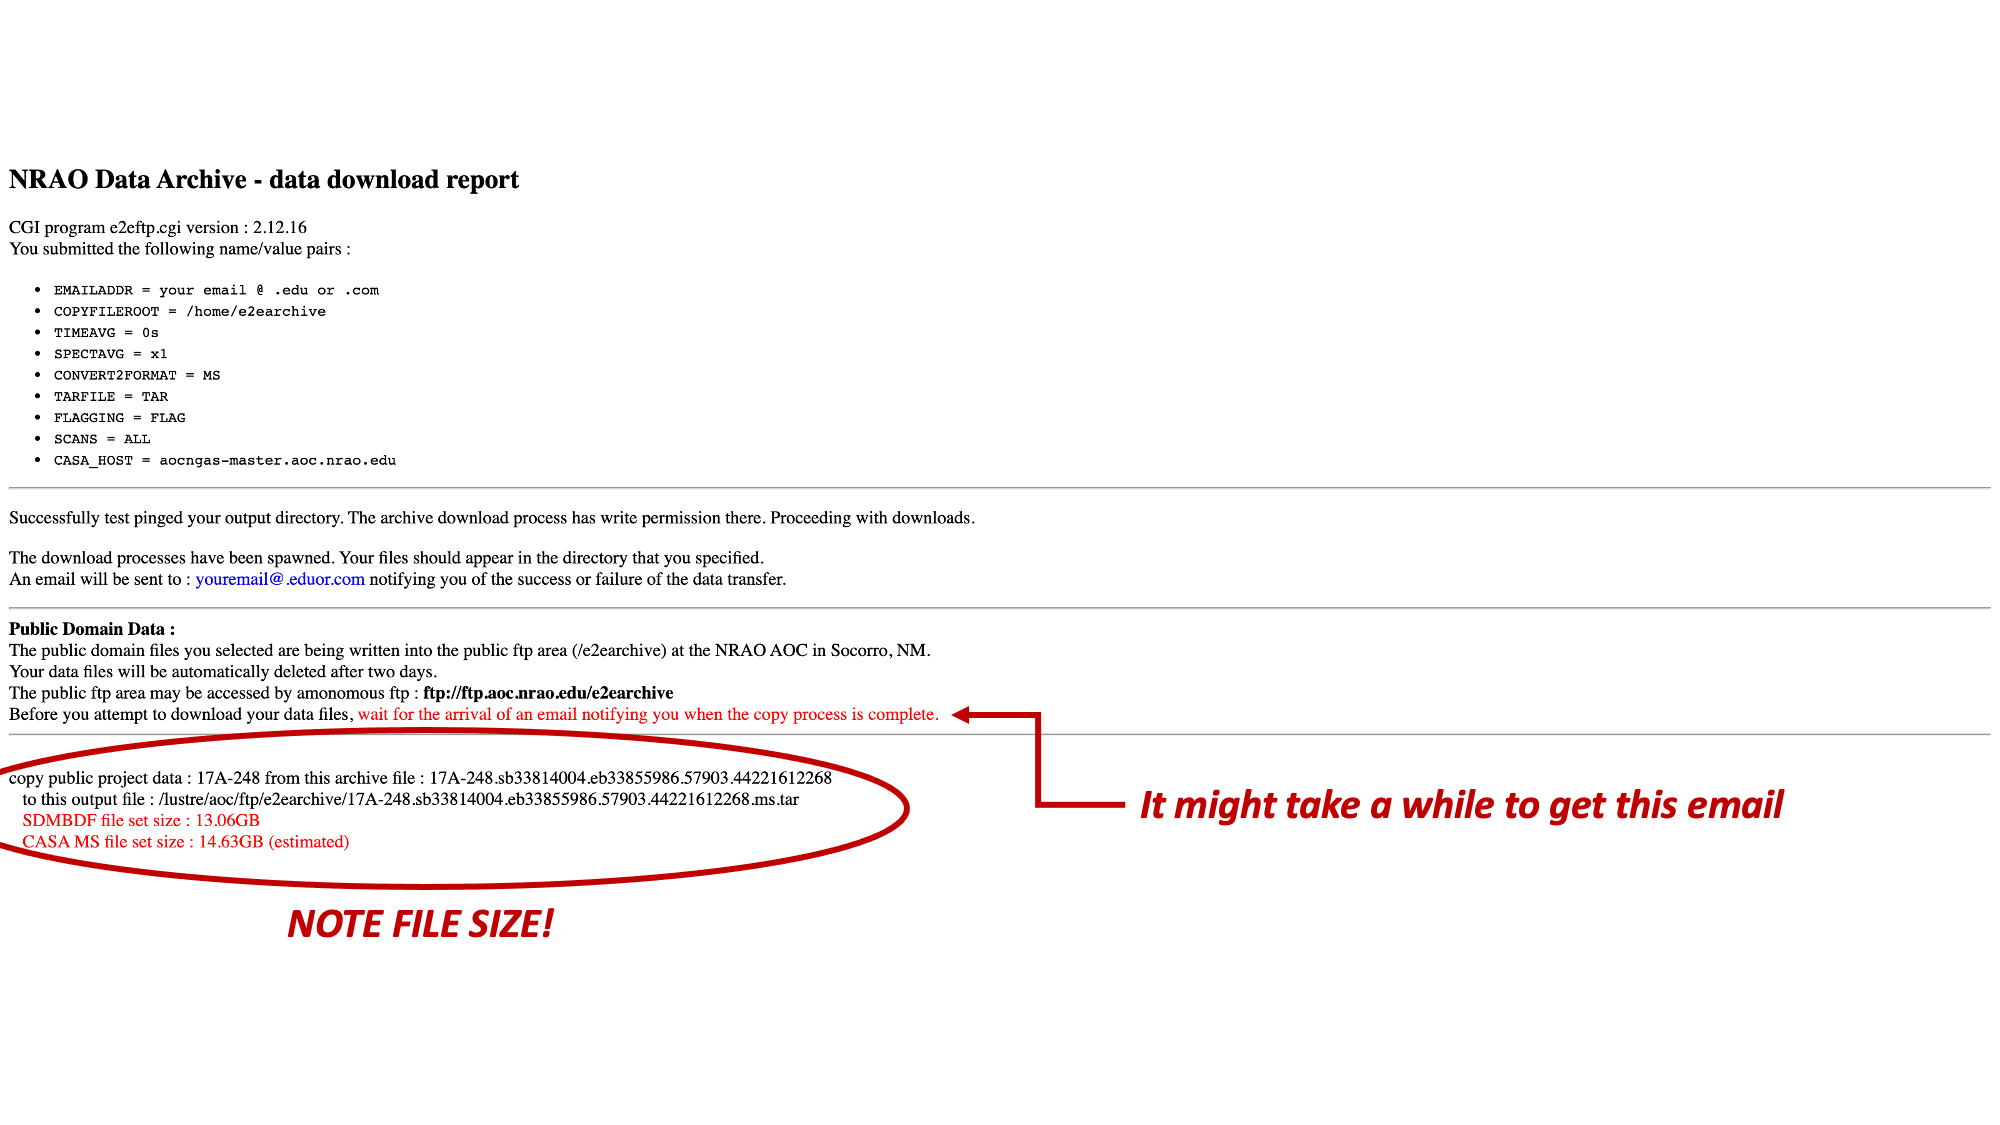 NRAO Data Archive - data download report
CGI program e2eftp.cgi version : 2.12.16
You submitted the following name/value pairs :
• EMAILADDR = your email @ .edu or .com
• COPYFILEROOT = /home/e2earchive
• TIMEAVG = 0s
• SPECTAVG = x1
• CONVERT2FORMAT = MS
• TARFILE = TAR
• FLAGGING = FLAG
• SCANS = ALL
• CASA_HOST = aocngas-master.aoc.nrao.edu
Successfully test pinged your output directory. The archive download process has write permission there. Proceeding with downloads.
The download processes have been spawned. Your files should appear in the directory that you specified.
An email will be sent to : youremail@.eduor.com notifying you of the success or failure of the data transfer.
Public Domain Data :
The public domain files you selected are being written into the public ftp area (/e2earchive) at the NRAO AOC in Socorro, NM.
Your data files will be automatically deleted after two days.
The public ftp area may be accessed by amonomous ftp : ftp://ftp.aoc.nrao.edu/e2earchive
Before you attempt to download your data files, wait for the arrival of an email notifying you when the copy process is complete.
copy public project data : 17A-248 from this archive file : 17A-248.sb33814004.eb33855986.57903.44221612268
to this output file : /lustre/aoc/ftp/e2earchive/17A-248.sb33814004.eb33855986.57903.44221612268.ms.tar
SDMBDF file set size : 13.06GB
CASA MS file set size : 14.63GB (estimated)
It might take a while to get this email
NOTE FILE SIZE!